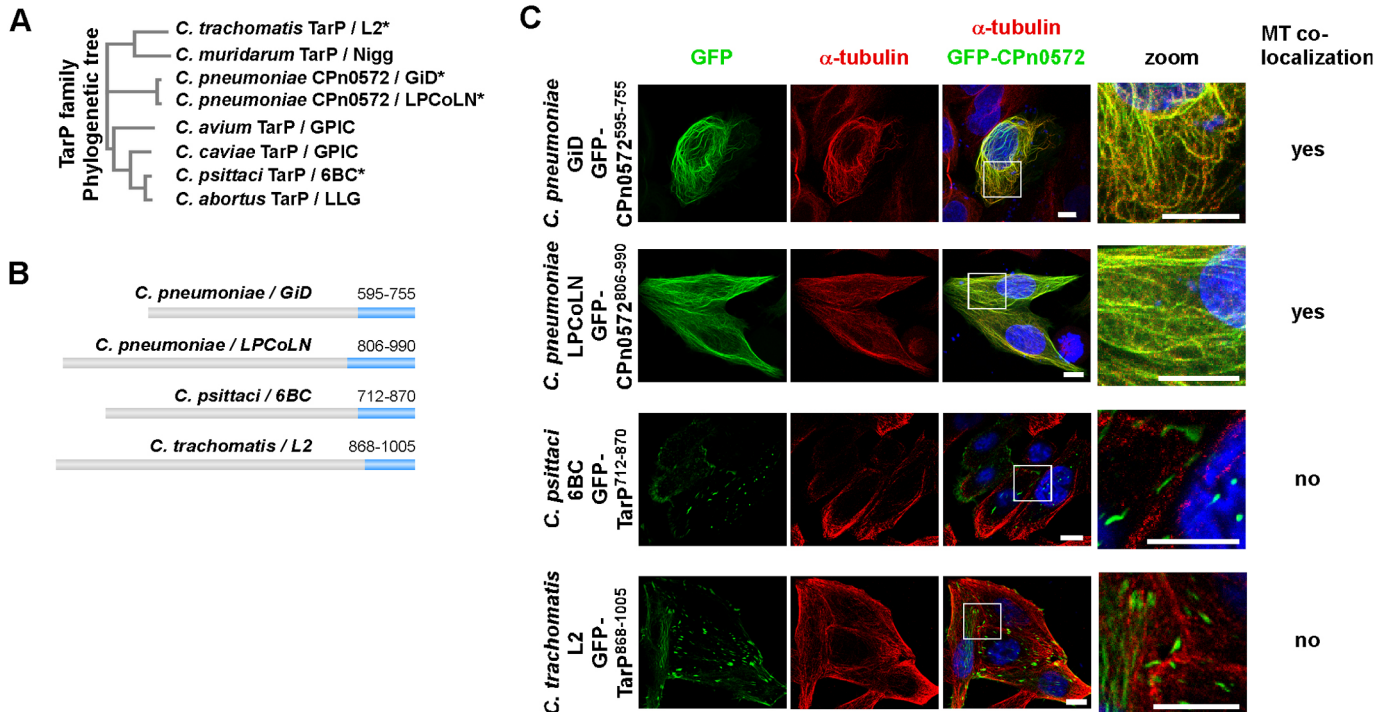 A
TarP family
Phylogenetic tree
C. trachomatis TarP / L2*
C. muridarum TarP / Nigg
C. pneumoniae CPn0572 / GiD*
C. pneumoniae CPn0572 / LPCoLN*
C. avium TarP / GPIC
C. caviae TarP / GPIC
C. psittaci TarP / 6BC*
C. abortus TarP / LLG
B
C. pneumoniae / GiD 595-755
C. pneumoniae / LPCoLN 806-990
C. psittaci / 6BC 712-870
C. trachomatis / L2 868-1005
C
GFP
α-tubulin
α-tubulin
GFP-CPn0572
zoom
MT co-
localization
C. pneumoniae
GiD
GFP-
CPn0572595-755
yes
C. pneumoniae
LPCoLN
GFP-
CPn0572806-990
yes
C. psittaci
6BC
GFP-
TarP712-870
no
C. trachomatis
L2
GFP-
TarP868-1005
no